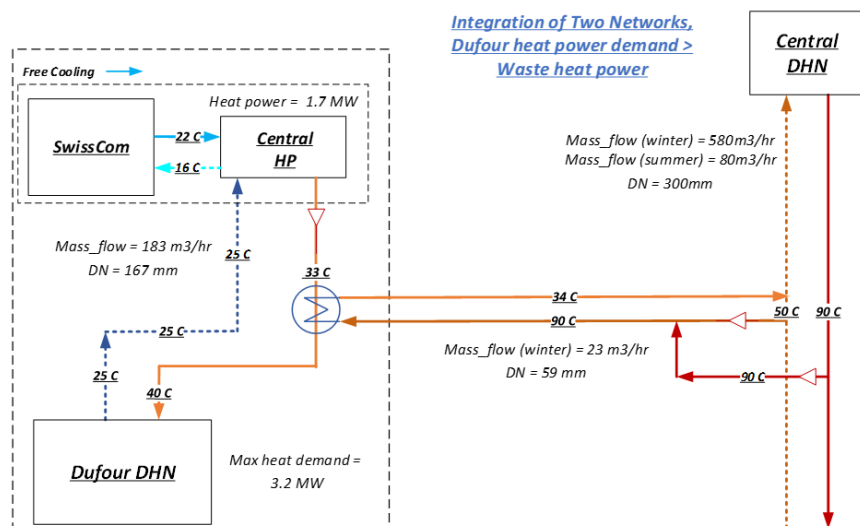 Integration of Two Networks,
Dufour heat power demand >
Waste heat power
Central
DHN
Free Cooling
Heat power = 1.7 MW
SwissCom
22 C
16 C
Central
HP
Mass_flow (winter) = 580m3/hr
Mass_flow (summer) = 80m3/hr
DN = 300mm
Mass_flow = 183 m3/hr
DN = 167 mm
25 C
33 C
34 C
90 C
50 C
90 C
25 C
Mass_flow (winter) = 23 m3/hr
DN = 59 mm
90 C
25 C
40 C
Dufour DHN
Max heat demand =
3.2 MW